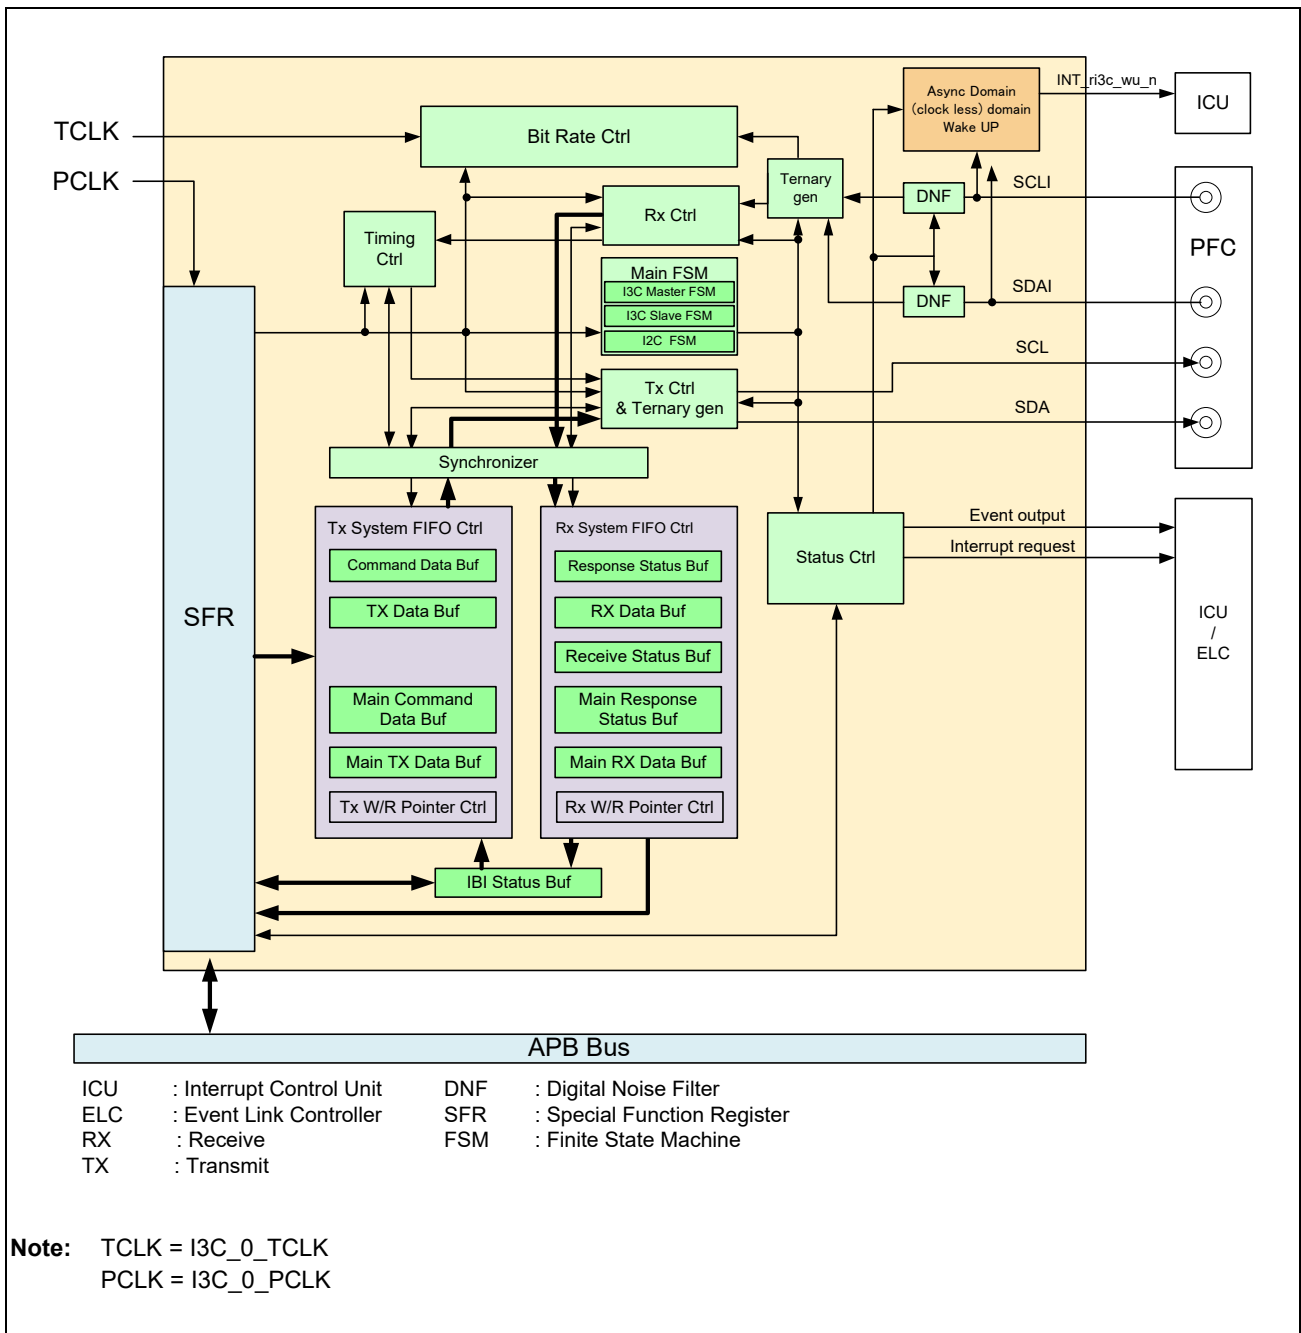 TCLK
PCLK
Bit Rate Ctrl
Async Domain
(clock less) domain
Wake UP
INT_ri3c_wu_n
ICU
Ternary
gen
DNF
SCLI
PFC
Rx Ctrl
Timing
Ctrl
Main FSM
I3C Master FSM
I3C Slave FSM
I2C FSM
DNF
SDAI
SCL
Tx Ctrl
& Ternary gen
SDA
Synchronizer
SFR
Tx System FIFO Ctrl
Command Data Buf
TX Data Buf
Main Command
Data Buf
Main TX Data Buf
Tx W/R Pointer Ctrl
Rx System FIFO Ctrl
Response Status Buf
RX Data Buf
Receive Status Buf
Main Response
Status Buf
Main RX Data Buf
Rx W/R Pointer Ctrl
Status Ctrl
Event output
Interrupt request
ICU
/
ELC
IBI Status Buf
APB Bus
ICU : Interrupt Control Unit DNF : Digital Noise Filter
ELC : Event Link Controller SFR : Special Function Register
RX : Receive FSM : Finite State Machine
TX : Transmit
Note: TCLK = I3C_0_TCLK
PCLK = I3C_0_PCLK